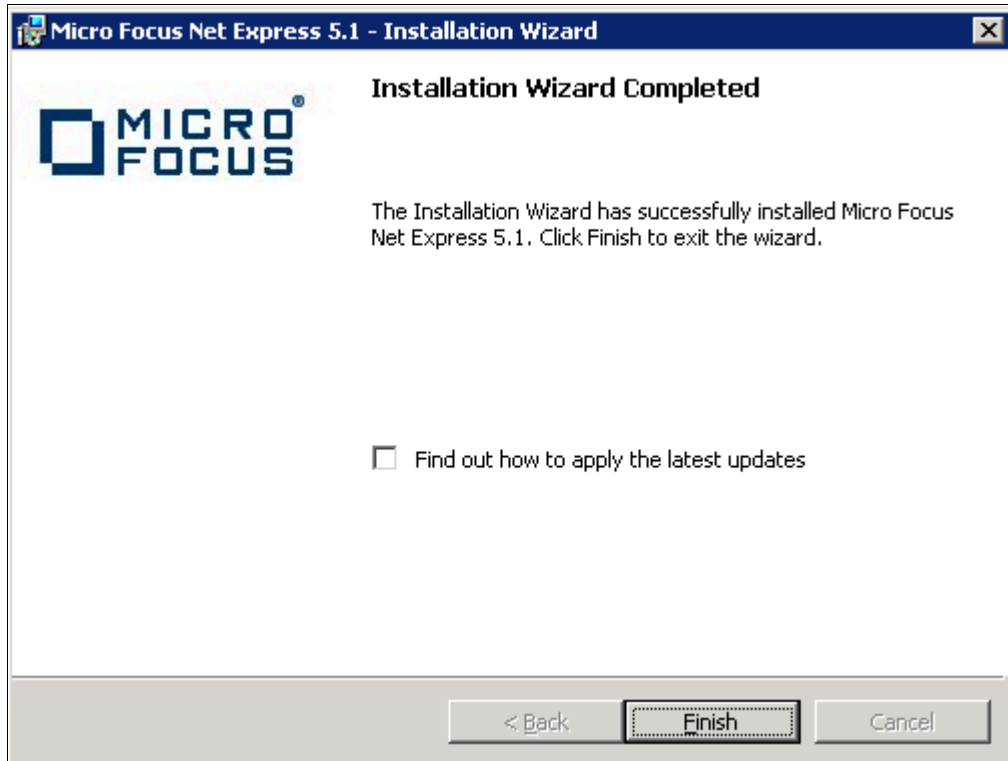 Micro Focus Net Express 5.1 - Installation Wizard
MICRO
FOCUS
®
Installation Wizard Completed
The Installation Wizard has successfully installed Micro Focus
Net Express 5.1. Click Finish to exit the wizard.
Find out how to apply the latest updates
< Back
Finish
Cancel